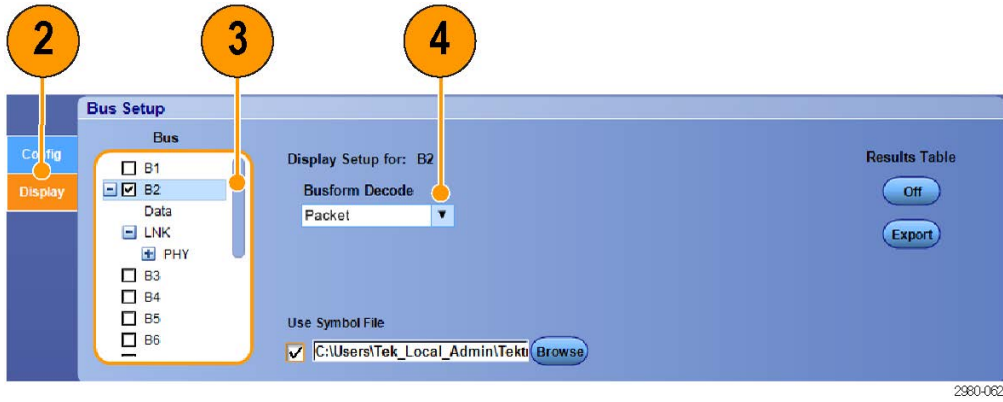 2
3
4
Bus Setup
Config
Display
Bus
B1
B2
Data
LNK
PHY
B3
B4
B5
B6
Display Setup for: B2
Busform Decode
Packet
Use Symbol File
C:\Users\Tek_Local_Admin\Tekt
Browse
Results Table
Off
Export
2980-062